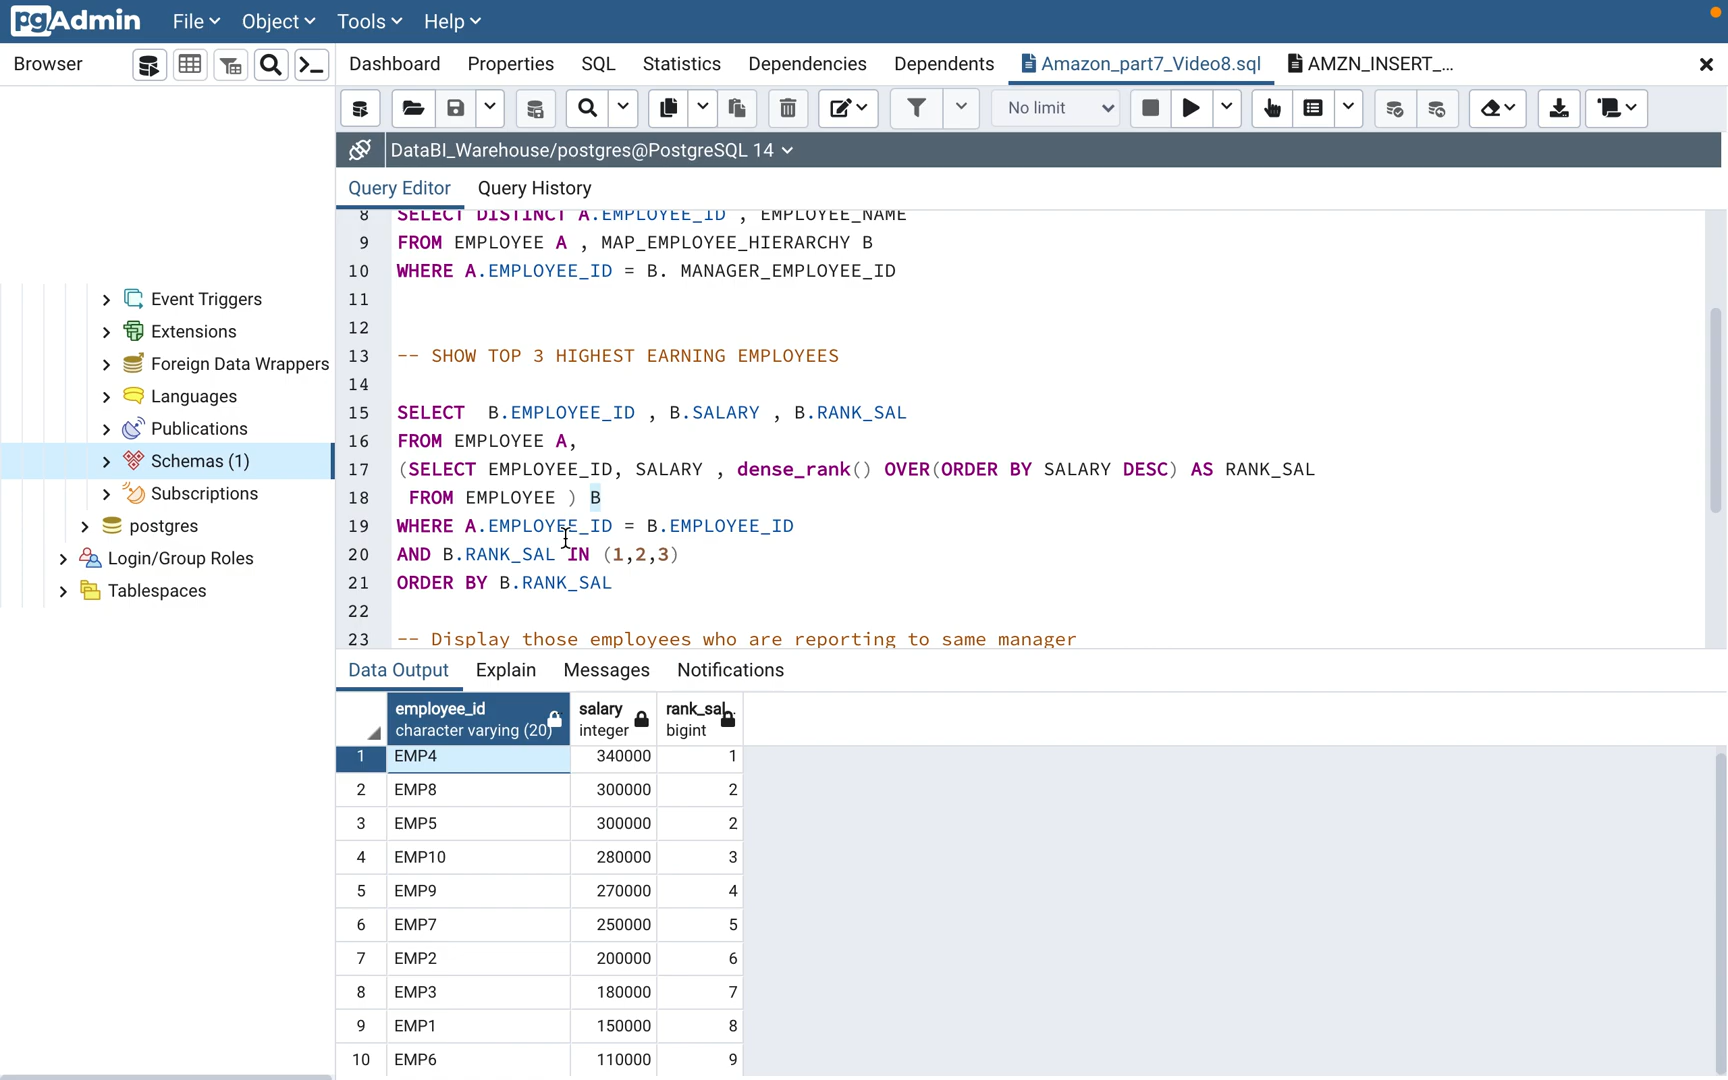 pgAdmin File Object Tools Help
Browser
Dashboard Properties SQL Statistics Dependencies Dependents Amazon_part7_Video8.sql AMZN_INSERT_...
No limit
DataBI_Warehouse/postgres@PostgreSQL 14
Query Editor Query History
Event Triggers
Extensions
Foreign Data Wrappers
Languages
Publications
Schemas (1)
Subscriptions
postgres
Login/Group Roles
Tablespaces
8 SELECT DISTINCT A.EMPLOYEE_ID , EMPLOYEE_NAME
9 FROM EMPLOYEE A , MAP_EMPLOYEE_HIERARCHY B
10 WHERE A.EMPLOYEE_ID = B. MANAGER_EMPLOYEE_ID
11
12
13 -- SHOW TOP 3 HIGHEST EARNING EMPLOYEES
14
15 SELECT B.EMPLOYEE_ID , B.SALARY , B.RANK_SAL
16 FROM EMPLOYEE A,
17 (SELECT EMPLOYEE_ID, SALARY , dense_rank() OVER(ORDER BY SALARY DESC) AS RANK_SAL
18 FROM EMPLOYEE ) B
19 WHERE A.EMPLOYEE_ID = B.EMPLOYEE_ID
20 AND B.RANK_SAL IN (1,2,3)
21 ORDER BY B.RANK_SAL
22
23 -- Display those employees who are reporting to same manager
Data Output Explain Messages Notifications
employee_id salary rank_sal
character varying (20) integer bigint
1 EMP4 340000 1
2 EMP8 300000 2
3 EMP5 300000 2
4 EMP10 280000 3
5 EMP9 270000 4
6 EMP7 250000 5
7 EMP2 200000 6
8 EMP3 180000 7
9 EMP1 150000 8
10 EMP6 110000 9